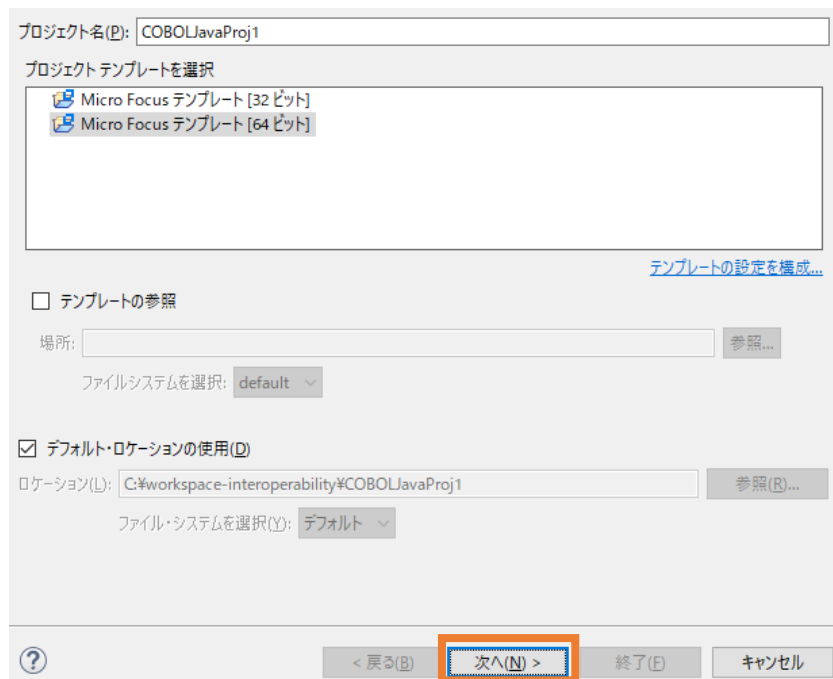 プロジェクト名(P): COBOLJavaProj1
プロジェクト テンプレートを選択
Micro Focus テンプレート [32 ビット]
Micro Focus テンプレート [64 ビット]
テンプレートの設定を構成...
テンプレートの参照
場所: 参照...
ファイルシステムを選択: default
デフォルト・ロケーションの使用(D)
ロケーション(L): C:¥workspace-interoperability¥COBOLJavaProj1 参照(R)...
ファイル・システムを選択(Y): デフォルト
? < 戻る(B) 次へ(N) > 終了(F) キャンセル